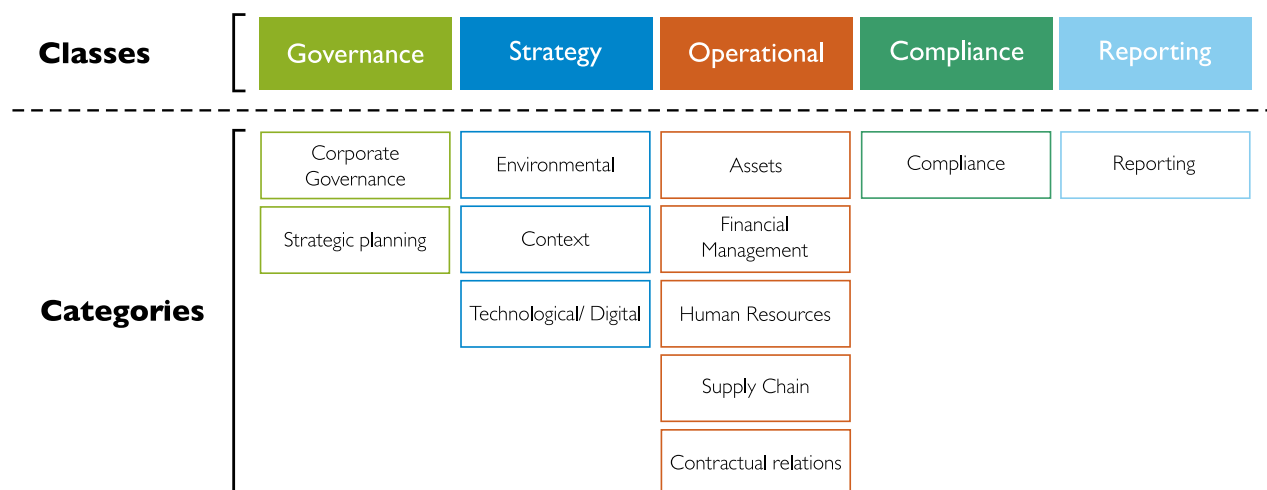 Classes
Governance
Strategy
Operational
Compliance
Reporting
Categories
Corporate
Governance
Strategic planning
Environmental
Context
Technological/ Digital
Assets
Financial
Management
Human Resources
Supply Chain
Contractual relations
Compliance
Reporting